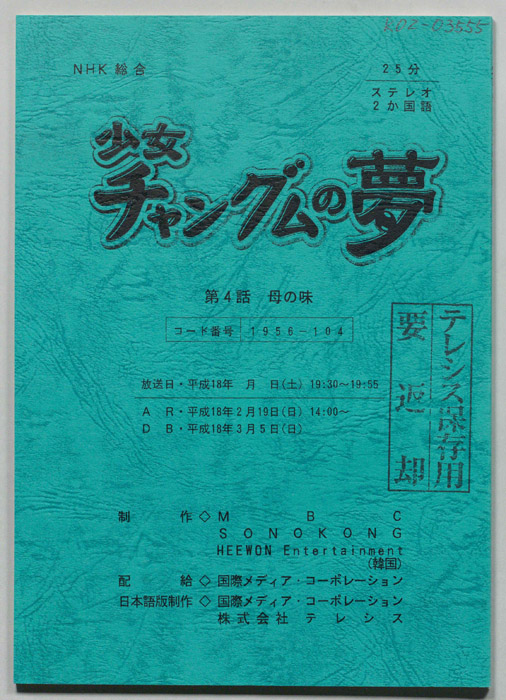 R02-03555
NHK 総合
25分
ステレオ
2か国語
少女
チャングムの夢
第4話 母の味
コード番号 1956-104
放送日・平成18年 月 日(土) 19:30~19:55
A R・平成18年2月19日(日) 14:00~
D B・平成18年3月5日(日)
テレシス保存用
要返却
制 作◇M B C
SONOKONG
HEEWON Entertainment
(韓国)
配 給◇国際メディア・コーポレーション
日本語版制作◇国際メディア・コーポレーション
株式会社 テレシス